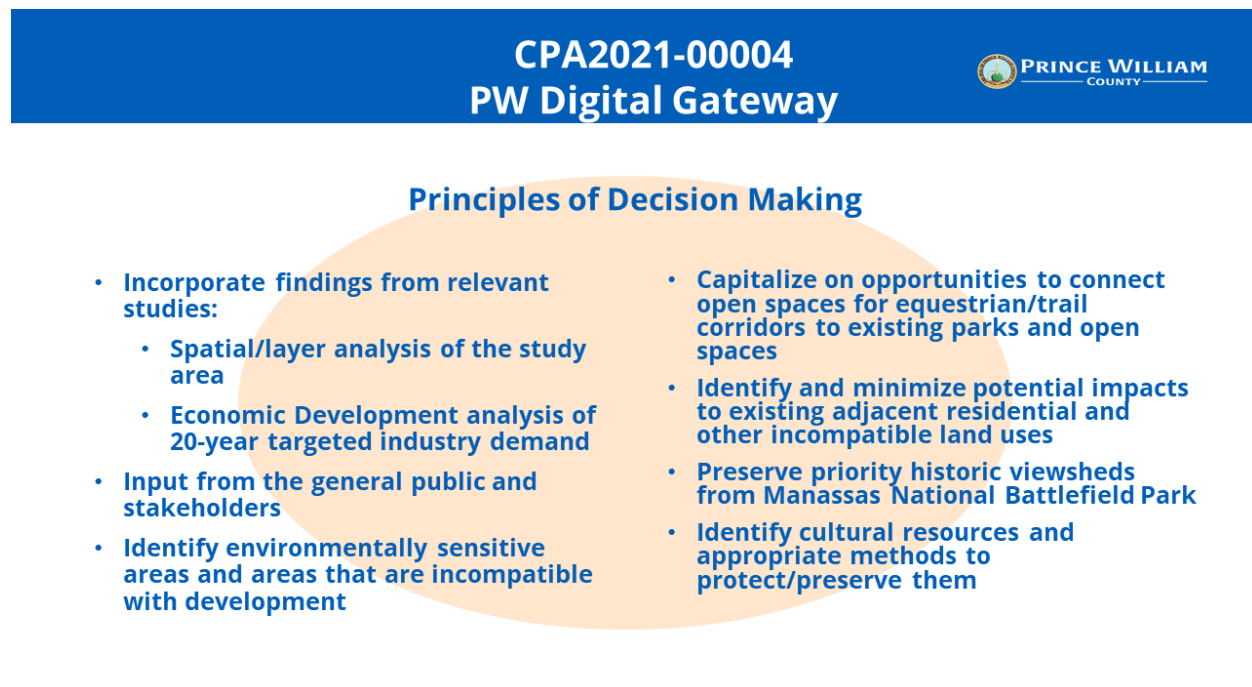 CPA2021-00004
PW Digital Gateway
PRINCE WILLIAM
COUNTY
Principles of Decision Making
• Incorporate findings from relevant
studies:
• Spatial/layer analysis of the study
area
• Economic Development analysis of
20-year targeted industry demand
• Input from the general public and
stakeholders
• Identify environmentally sensitive
areas and areas that are incompatible
with development
• Capitalize on opportunities to connect
open spaces for equestrian/trail
corridors to existing parks and open
spaces
• Identify and minimize potential impacts
to existing adjacent residential and
other incompatible land uses
• Preserve priority historic viewsheds
from Manassas National Battlefield Park
• Identify cultural resources and
appropriate methods to
protect/preserve them